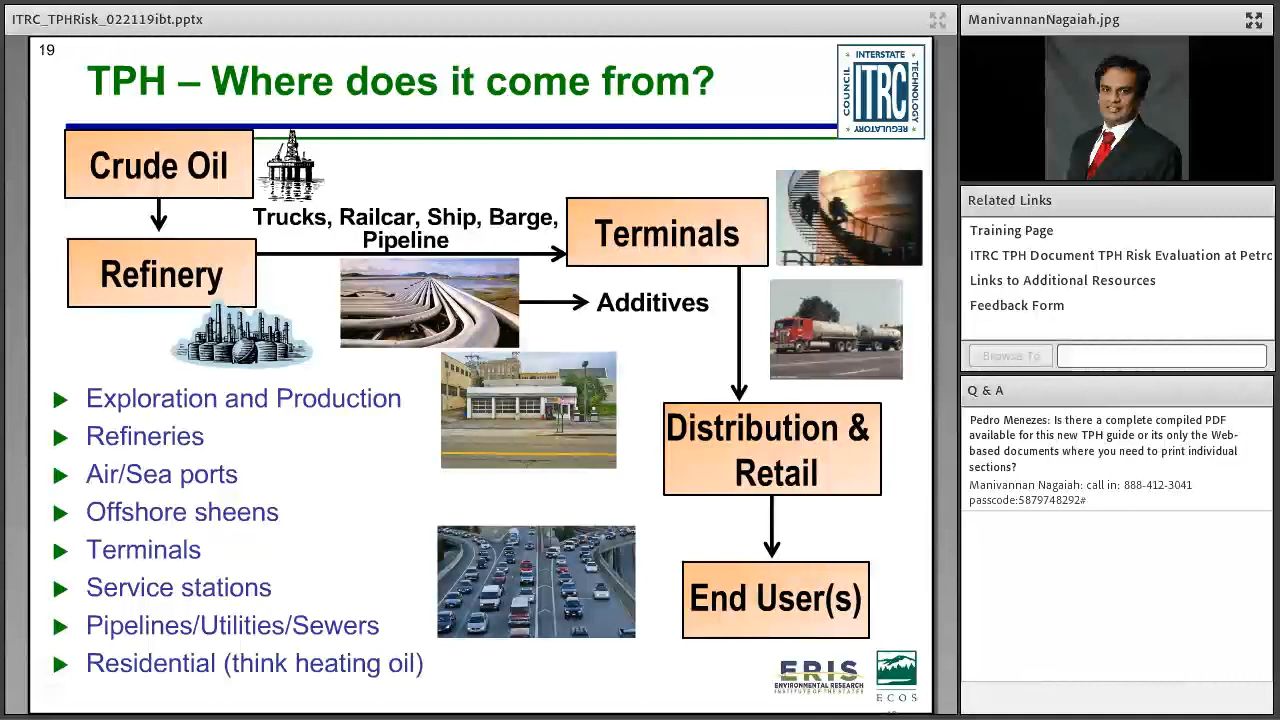 ITRC_TPHRisk_022119ibt.pptx
19
TPH – Where does it come from?
INTERSTATE
COUNCIL
ITRC
TECHNOLOGY
REGULATORY
Crude Oil
Trucks, Railcar, Ship, Barge,
Pipeline
Terminals
Refinery
Additives
Exploration and Production
Refineries
Air/Sea ports
Offshore sheens
Terminals
Service stations
Pipelines/Utilities/Sewers
Residential (think heating oil)
Distribution &
Retail
End User(s)
ERIS
ENVIRONMENTAL RESEARCH
INSTITUTE OF THE STATES
ECOS
ManivannanNagaiah.jpg
Related Links
Training Page
ITRC TPH Document TPH Risk Evaluation at Petrc
Links to Additional Resources
Feedback Form
Browse To
Q & A
Pedro Menezes: Is there a complete compiled PDF
available for this new TPH guide or its only the Web-
based documents where you need to print individual
sections?
Manivannan Nagaiah: call in: 888-412-3041
passcode:5879748292#